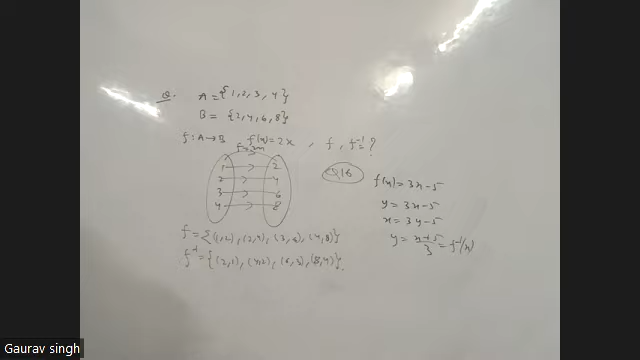 Q. A = {1, 2, 3, 4}
B = {2, 4, 6, 8}
f: A → B f(x) = 2x , f, f⁻¹ = ?
1 2
2 4
3 6
4 8
f = {(1,2), (2,4), (3,6), (4,8)}
f⁻¹ = {(2,1), (4,2), (6,3), (8,4)}.
Q16
f(x) = 3x-5
y = 3x-5
x = 3y-5
y = x+5/3 = f⁻¹(x)
Gaurav singh